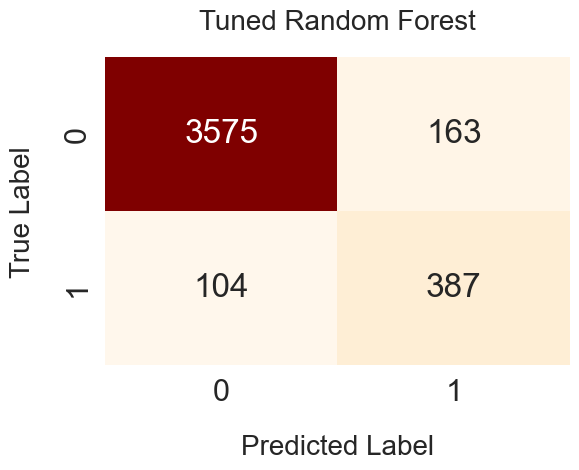 Tuned Random Forest
True Label
0
3575
163
1
104
387
0
1
Predicted Label